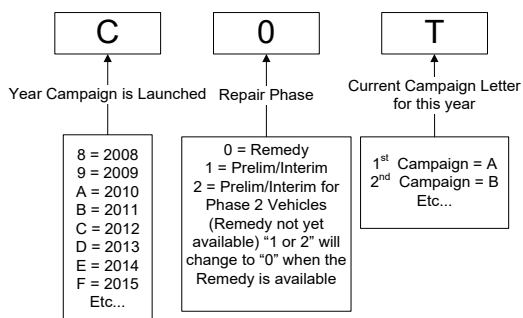 C 0 T
Year Campaign is Launched
Repair Phase
Current Campaign Letter
for this year
8 = 2008
9 = 2009
A = 2010
B = 2011
C = 2012
D = 2013
E = 2014
F = 2015
Etc...
0 = Remedy
1 = Prelim/Interim
2 = Prelim/Interim for
Phase 2 Vehicles
(Remedy not yet
available) “1 or 2” will
change to “0” when the
Remedy is available
1st Campaign = A
2nd Campaign = B
Etc...